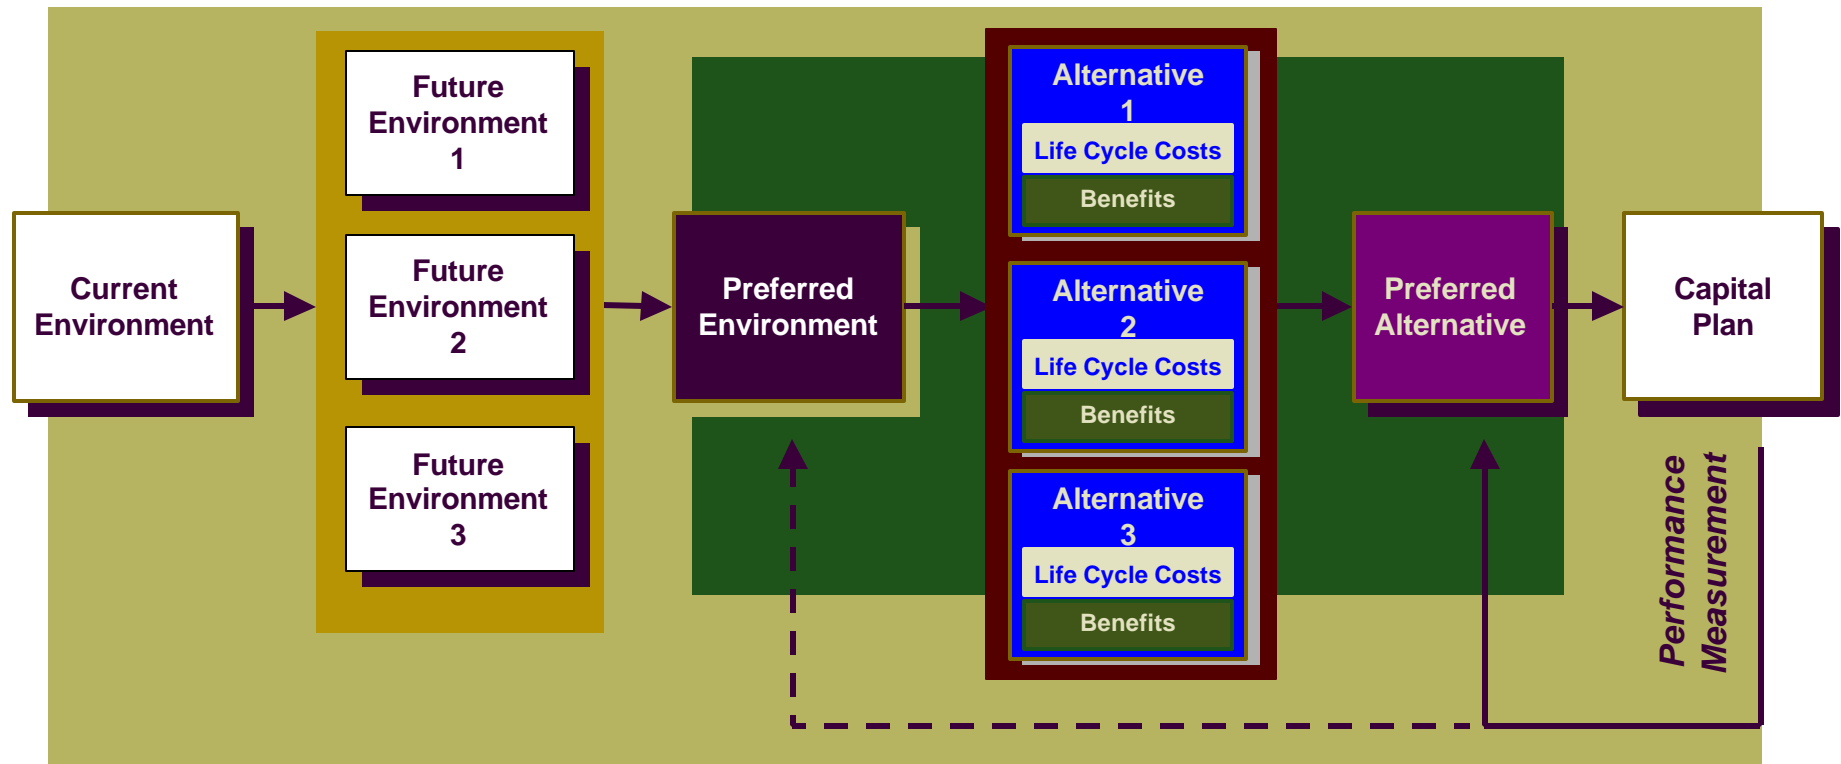 Current
Environment
Future
Environment
1
Future
Environment
2
Future
Environment
3
Preferred
Environment
Alternative
1
Life Cycle Costs
Benefits
Alternative
2
Life Cycle Costs
Benefits
Alternative
3
Life Cycle Costs
Benefits
Preferred
Alternative
Capital
Plan
Performance
Measurement